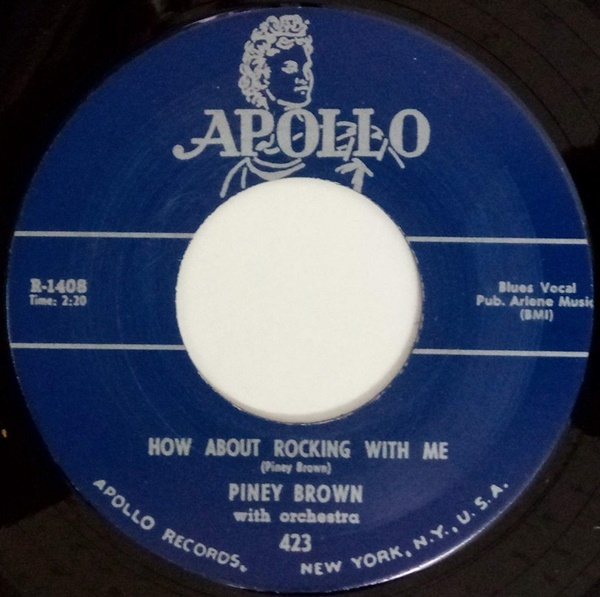 APOLLO
R-1408
Time: 2:20
Blues Vocal
Pub. Arlene Music
(BMI)
HOW ABOUT ROCKING WITH ME
(Piney Brown)
PINEY BROWN
with orchestra
423
APOLLO RECORDS, NEW YORK, N.Y., U.S.A.